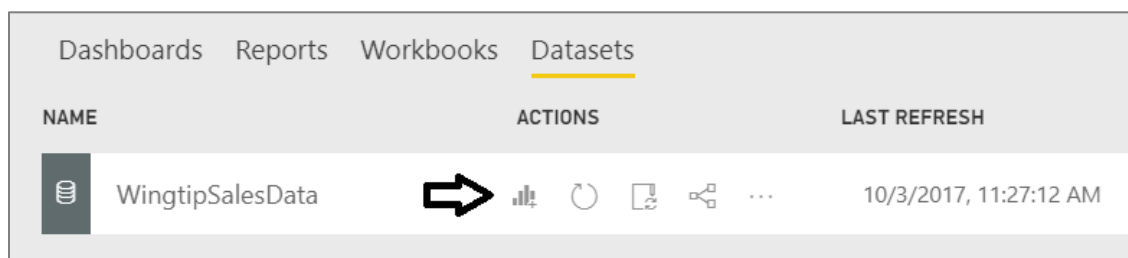 Dashboards Reports Workbooks Datasets
NAME ACTIONS LAST REFRESH
WingtipSalesData 10/3/2017, 11:27:12 AM